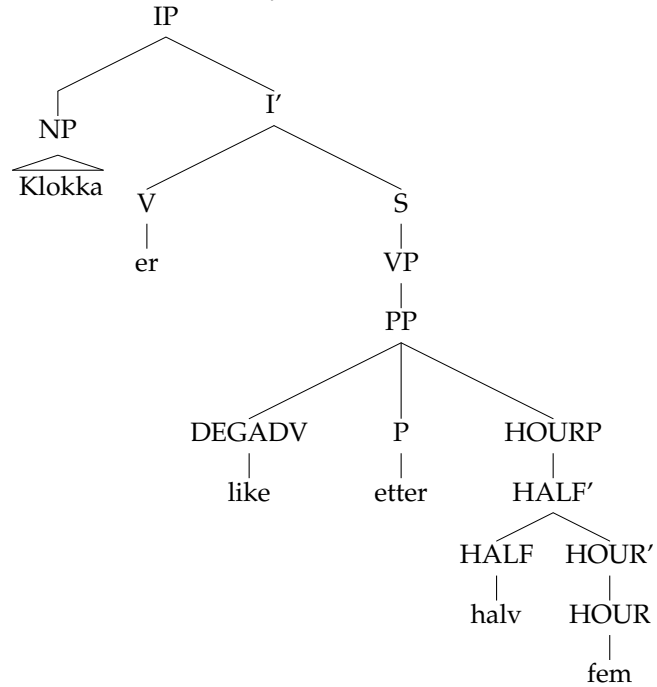 IP
I'
NP
Klokka
V S
er VP
PP
DEGADV P HOURP
like etter HALF'
HALF HOUR'
halv HOUR
fem